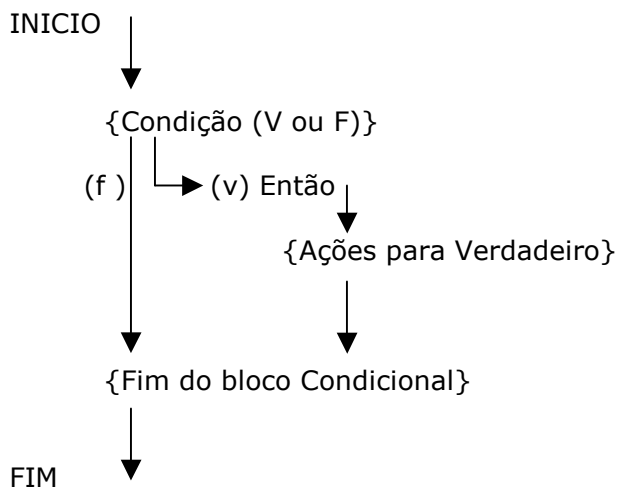 INICIO
{Condição (V ou F)}
(f ) (v) Então
{Ações para Verdadeiro}
{Fim do bloco Condicional}
FIM